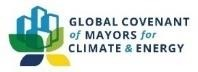 GLOBAL COVENANT
of MAYORS for
CLIMATE & ENERGY